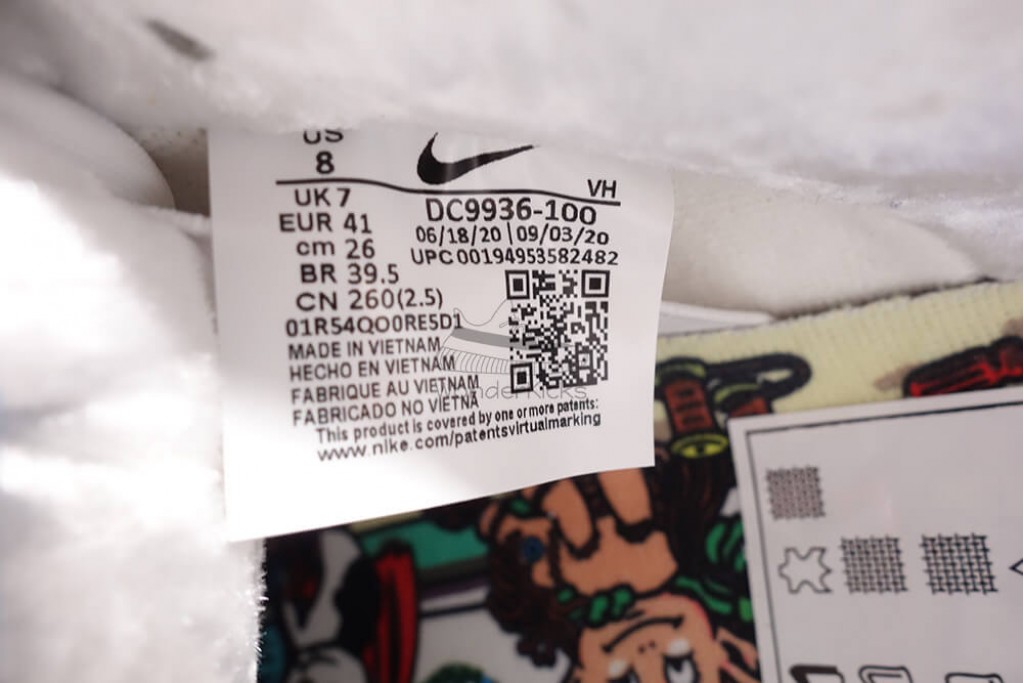 US
8
VH
UK 7
DC9936-100
EUR 41
06/18/20 | 09/03/20
cm 26
UPC 00194953582482
BR 39.5
CN 260(2.5)
01R54QO0RE5D1
MADE IN VIETNAM
HECHO EN VIETNAM
FABRIQUE AU VIETNAM
FABRICADO NO VIETNÃ
This product is covered by one or more patents:
www.nike.com/patentsvirtualmarking